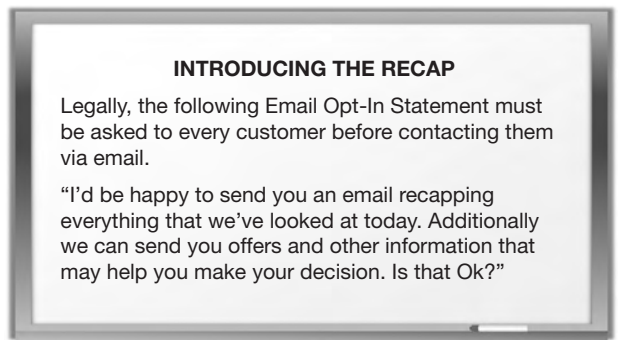 INTRODUCING THE RECAP
Legally, the following Email Opt-In Statement must
be asked to every customer before contacting them
via email.
“I’d be happy to send you an email recapping
everything that we’ve looked at today. Additionally
we can send you offers and other information that
may help you make your decision. Is that Ok?”